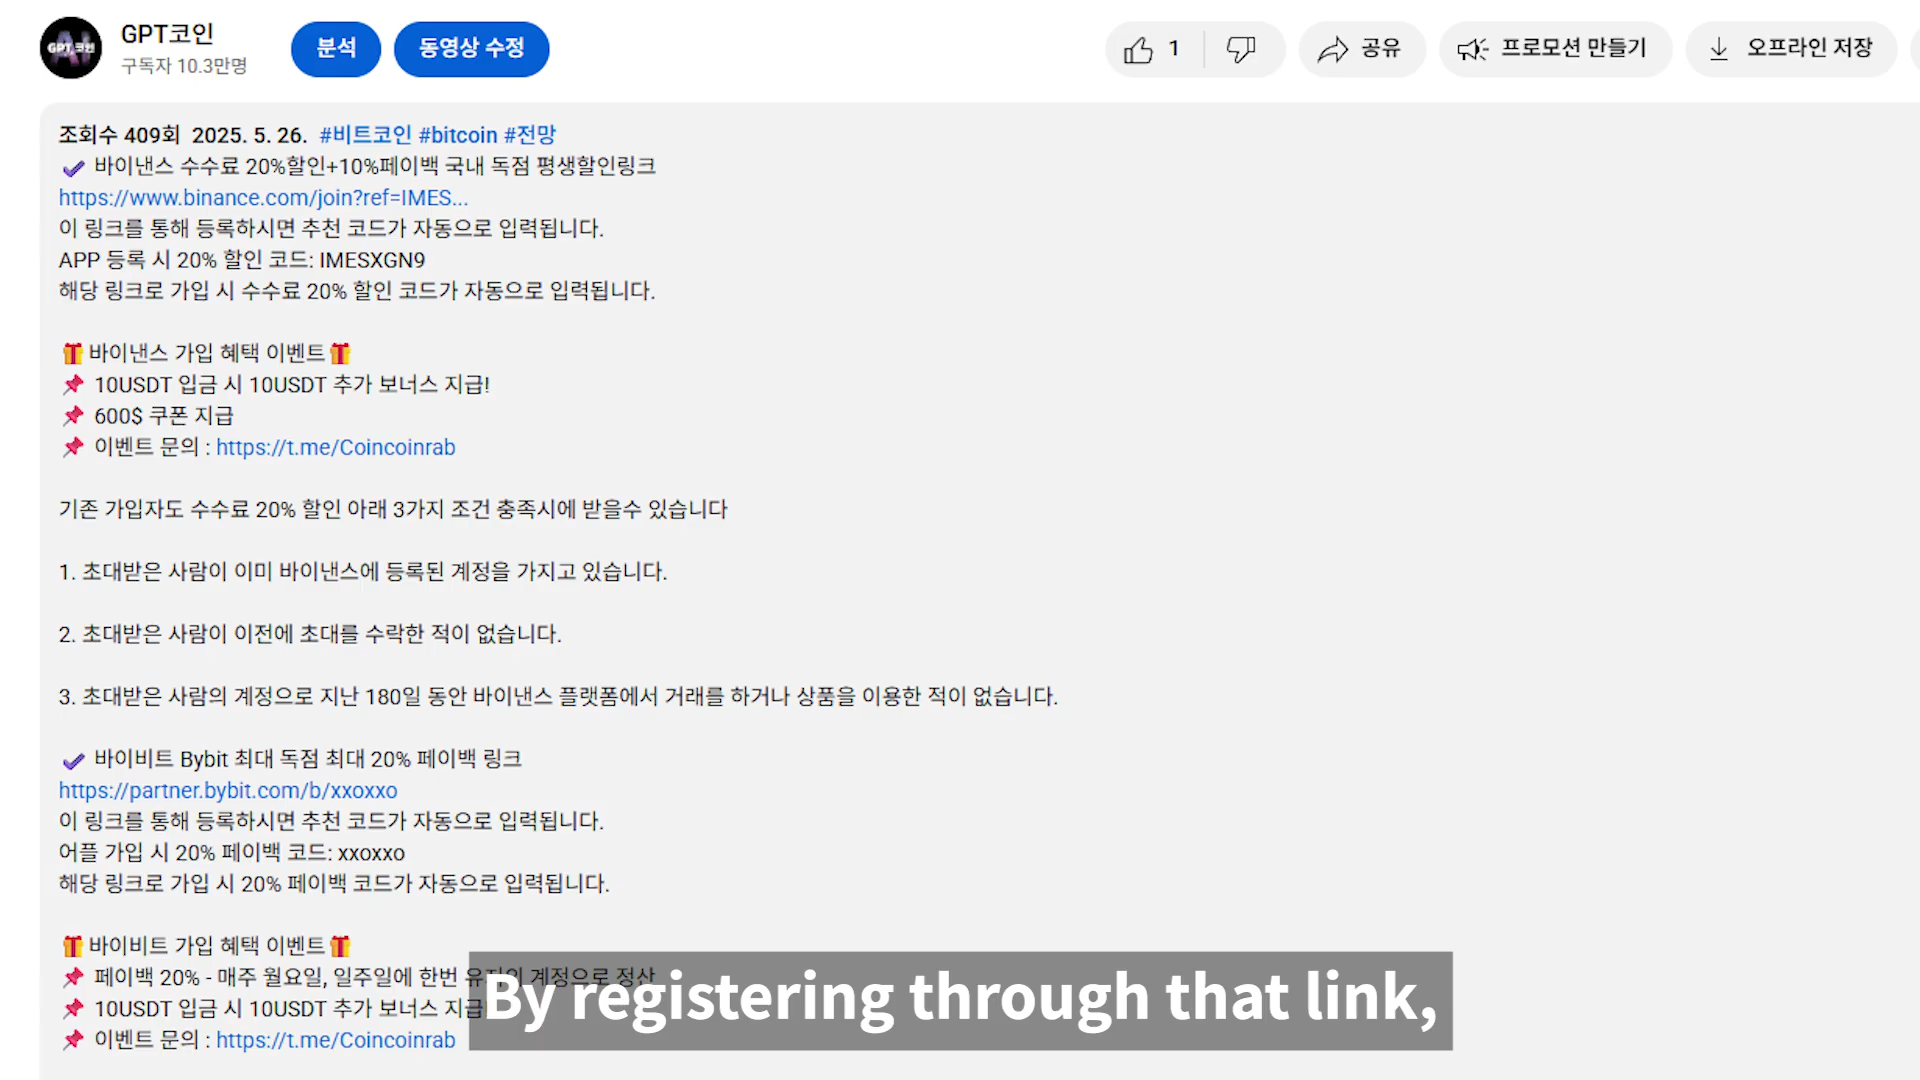 GPT코인
구독자 10.3만명
분석
동영상 수정
1
공유
프로모션 만들기
오프라인 저장
조회수 409회 2025. 5. 26. #비트코인 #bitcoin #전망
바이낸스 수수료 20%할인+10%페이백 국내 독점 평생할인링크
https://www.binance.com/join?ref=IMES...
이 링크를 통해 등록하시면 추천 코드가 자동으로 입력됩니다.
APP 등록 시 20% 할인 코드: IMESXGN9
해당 링크로 가입 시 수수료 20% 할인 코드가 자동으로 입력됩니다.
바이낸스 가입 혜택 이벤트
10USDT 입금 시 10USDT 추가 보너스 지급!
600$ 쿠폰 지급
이벤트 문의 : https://t.me/Coincoinrab
기존 가입자도 수수료 20% 할인 아래 3가지 조건 충족시에 받을수 있습니다
1. 초대받은 사람이 이미 바이낸스에 등록된 계정을 가지고 있습니다.
2. 초대받은 사람이 이전에 초대를 수락한 적이 없습니다.
3. 초대받은 사람의 계정으로 지난 180일 동안 바이낸스 플랫폼에서 거래를 하거나 상품을 이용한 적이 없습니다.
바이비트 Bybit 최대 독점 최대 20% 페이백 링크
https://partner.bybit.com/b/xxoxxo
이 링크를 통해 등록하시면 추천 코드가 자동으로 입력됩니다.
어플 가입 시 20% 페이백 코드: xxoxxo
해당 링크로 가입 시 20% 페이백 코드가 자동으로 입력됩니다.
바이비트 가입 혜택 이벤트
페이백 20% - 매주 월요일, 일주일에 한번 계정으로 정산
10USDT 입금 시 10USDT 추가 보너스 지급
이벤트 문의 : https://t.me/Coincoinrab
By registering through that link,